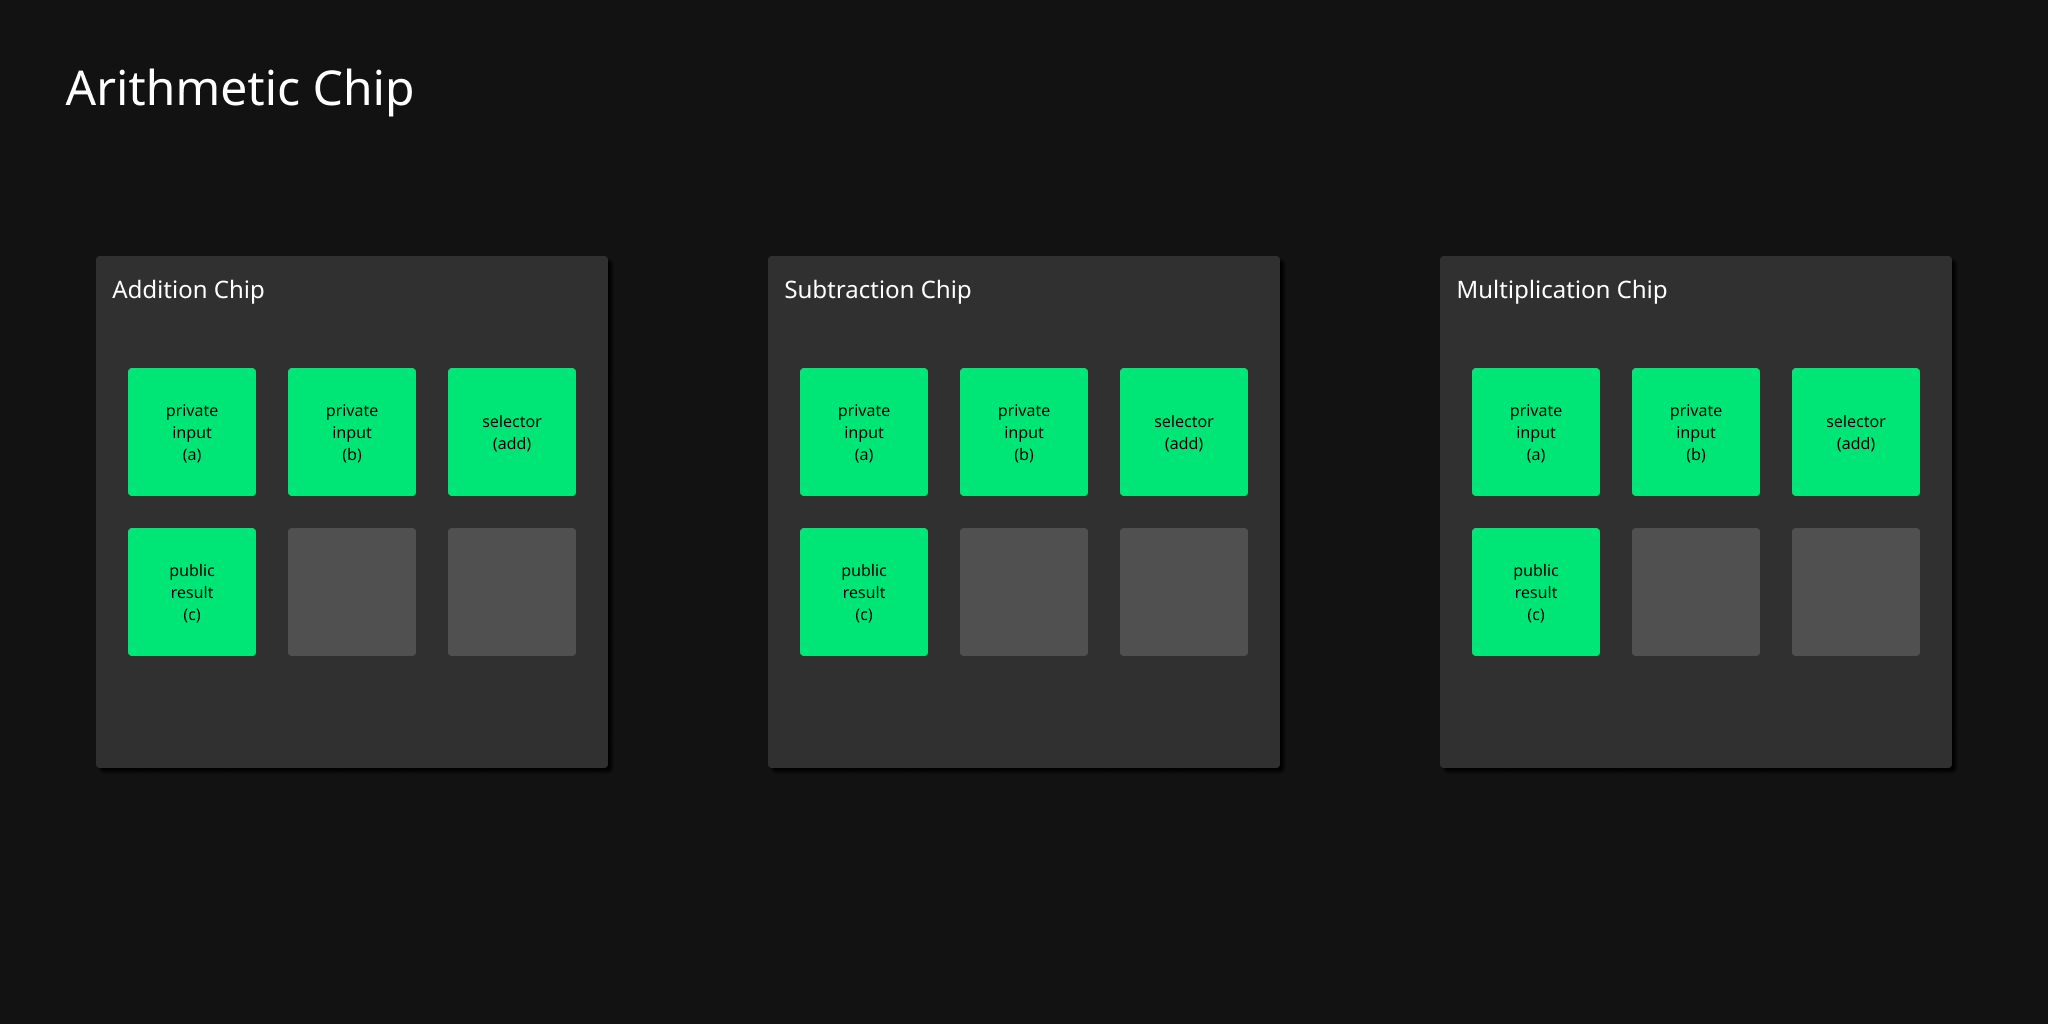 Arithmetic Chip
Addition Chip
private
input
(a)
private
input
(b)
selector
(add)
public
result
(c)
Subtraction Chip
private
input
(a)
private
input
(b)
selector
(add)
public
result
(c)
Multiplication Chip
private
input
(a)
private
input
(b)
selector
(add)
public
result
(c)